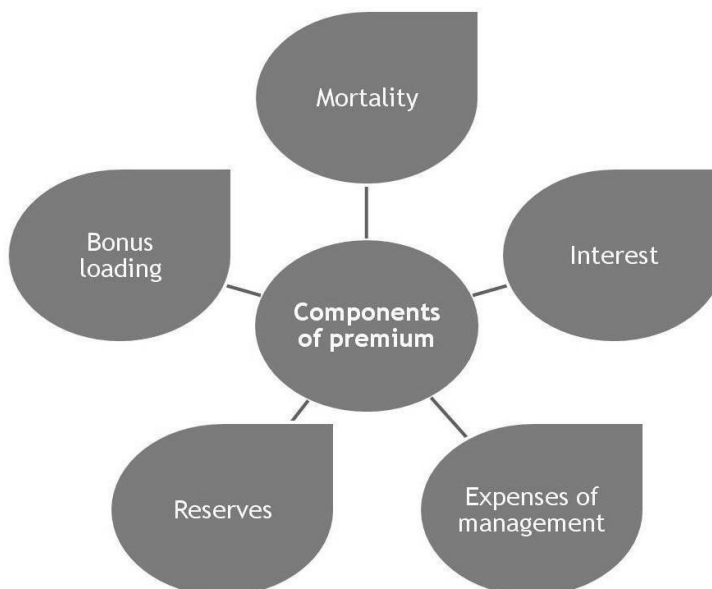 Mortality
Bonus
loading
Interest
Components
of premium
Reserves
Expenses of
management